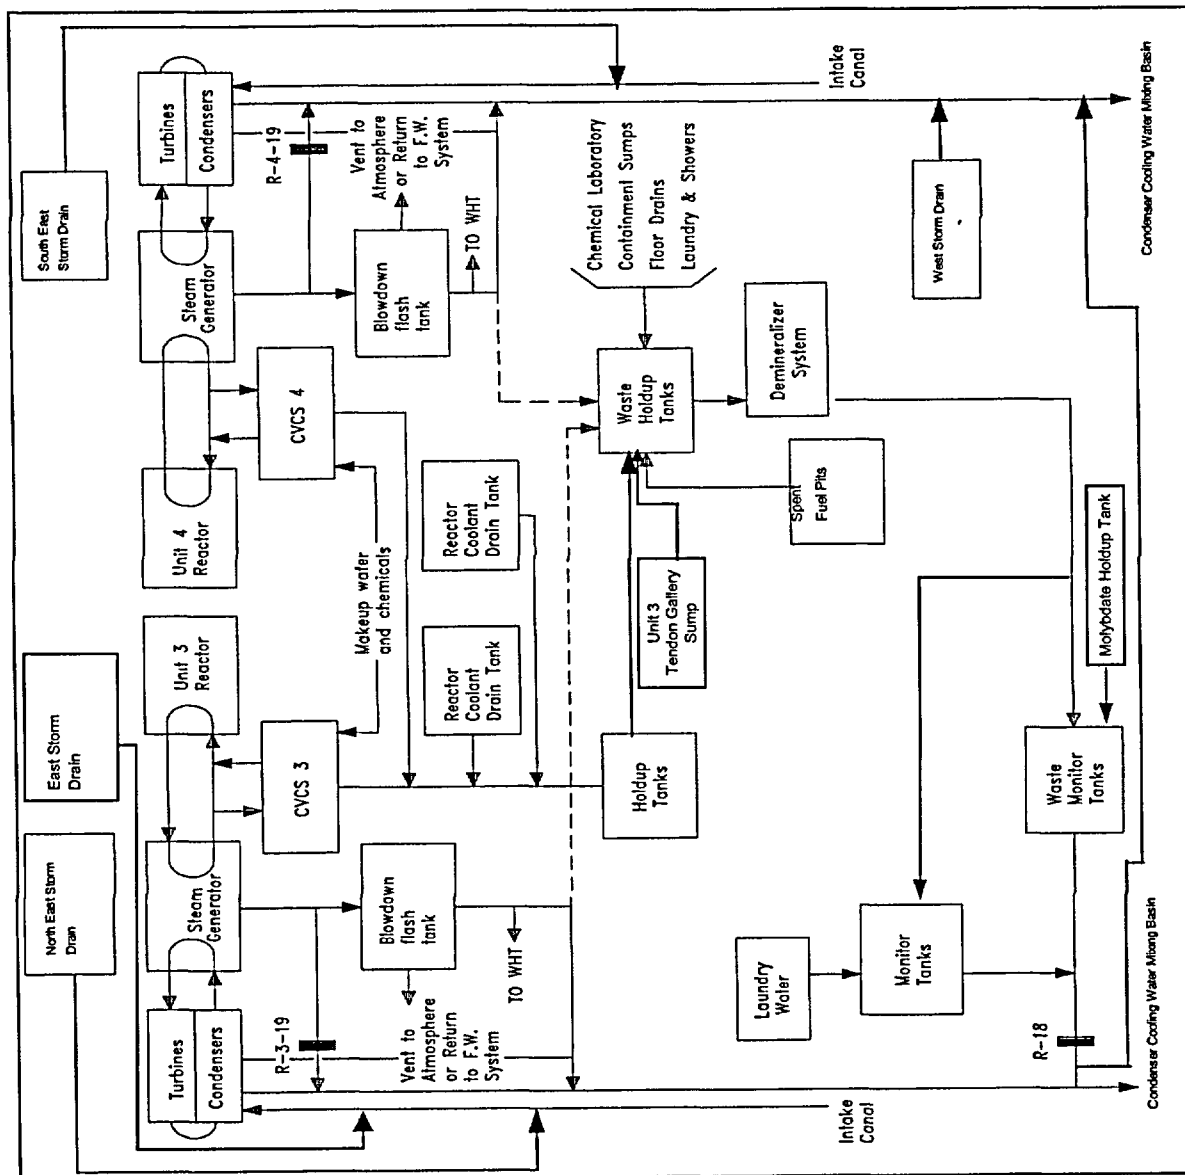 North East Storm
Drain
East Storm
Drain
South East
Storm Drain
Turbines
Condensers
Steam
Generator
Unit 3
Reactor
Unit 4
Reactor
Steam
Generator
Turbines
Condensers
R-3-19
CVCS 3
CVCS 4
R-4-19
Makeup water
and chemicals
Vent to
Atmosphere
or Return
to F.W.
System
Blowdown
flash
tank
TO WHT
Reactor
Coolant
Drain Tank
Reactor
Coolant
Drain Tank
Blowdown
flash
tank
TO WHT
Vent to
Atmosphere
or Return
to F.W.
System
Holdup
Tanks
Unit 3
Tendon Gallery
Sump
Waste
Holdup
Tanks
Chemical Laboratory
Containment Sumps
Floor Drains
Laundry & Showers
Spent
Fuel Pits
Demineralizer
System
Laundry
Water
Monitor
Tanks
Intake
Canal
Intake
Canal
West Storm Drain
R-18
Waste
Monitor
Tanks
Molybdate Holdup Tank
Condenser Cooling Water Mixing Basin
Condenser Cooling Water Mixing Basin